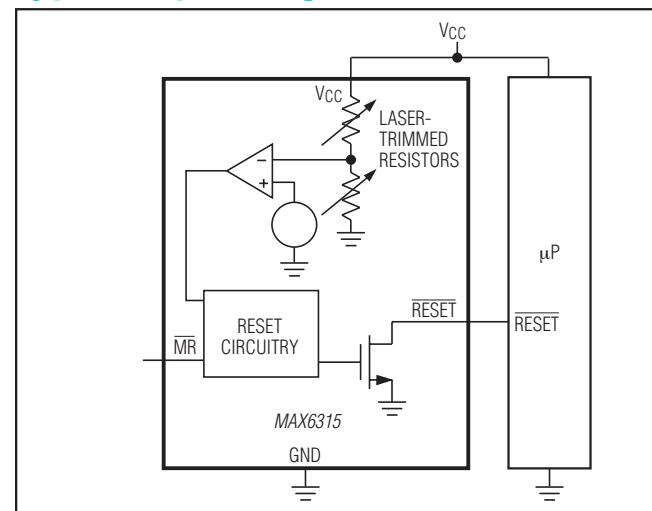 VCC
VCC
LASER-
TRIMMED
RESISTORS
−
+
µP
RESET
RESET
RESET
CIRCUITRY
MR
MAX6315
GND